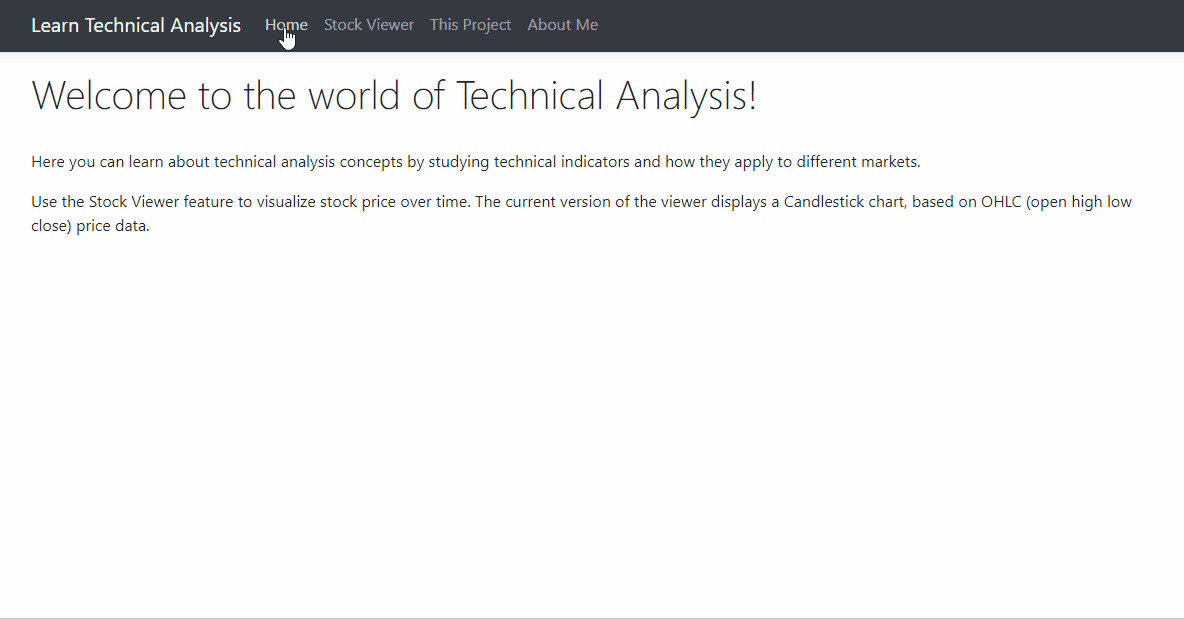 Learn Technical Analysis Home Stock Viewer This Project About Me
Welcome to the world of Technical Analysis!
Here you can learn about technical analysis concepts by studying technical indicators and how they apply to different markets.
Use the Stock Viewer feature to visualize stock price over time. The current version of the viewer displays a Candlestick chart, based on OHLC (open high low
close) price data.